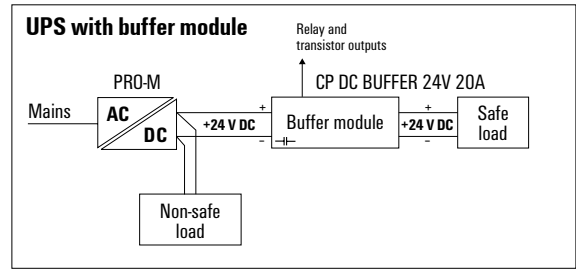 UPS with buffer module
Relay and
transistor outputs
PRO-M
CP DC BUFFER 24V 20A
Mains
AC
DC
+
+24 V DC
–
Buffer module
+
+24 V DC
–
Safe
load
Non-safe
load